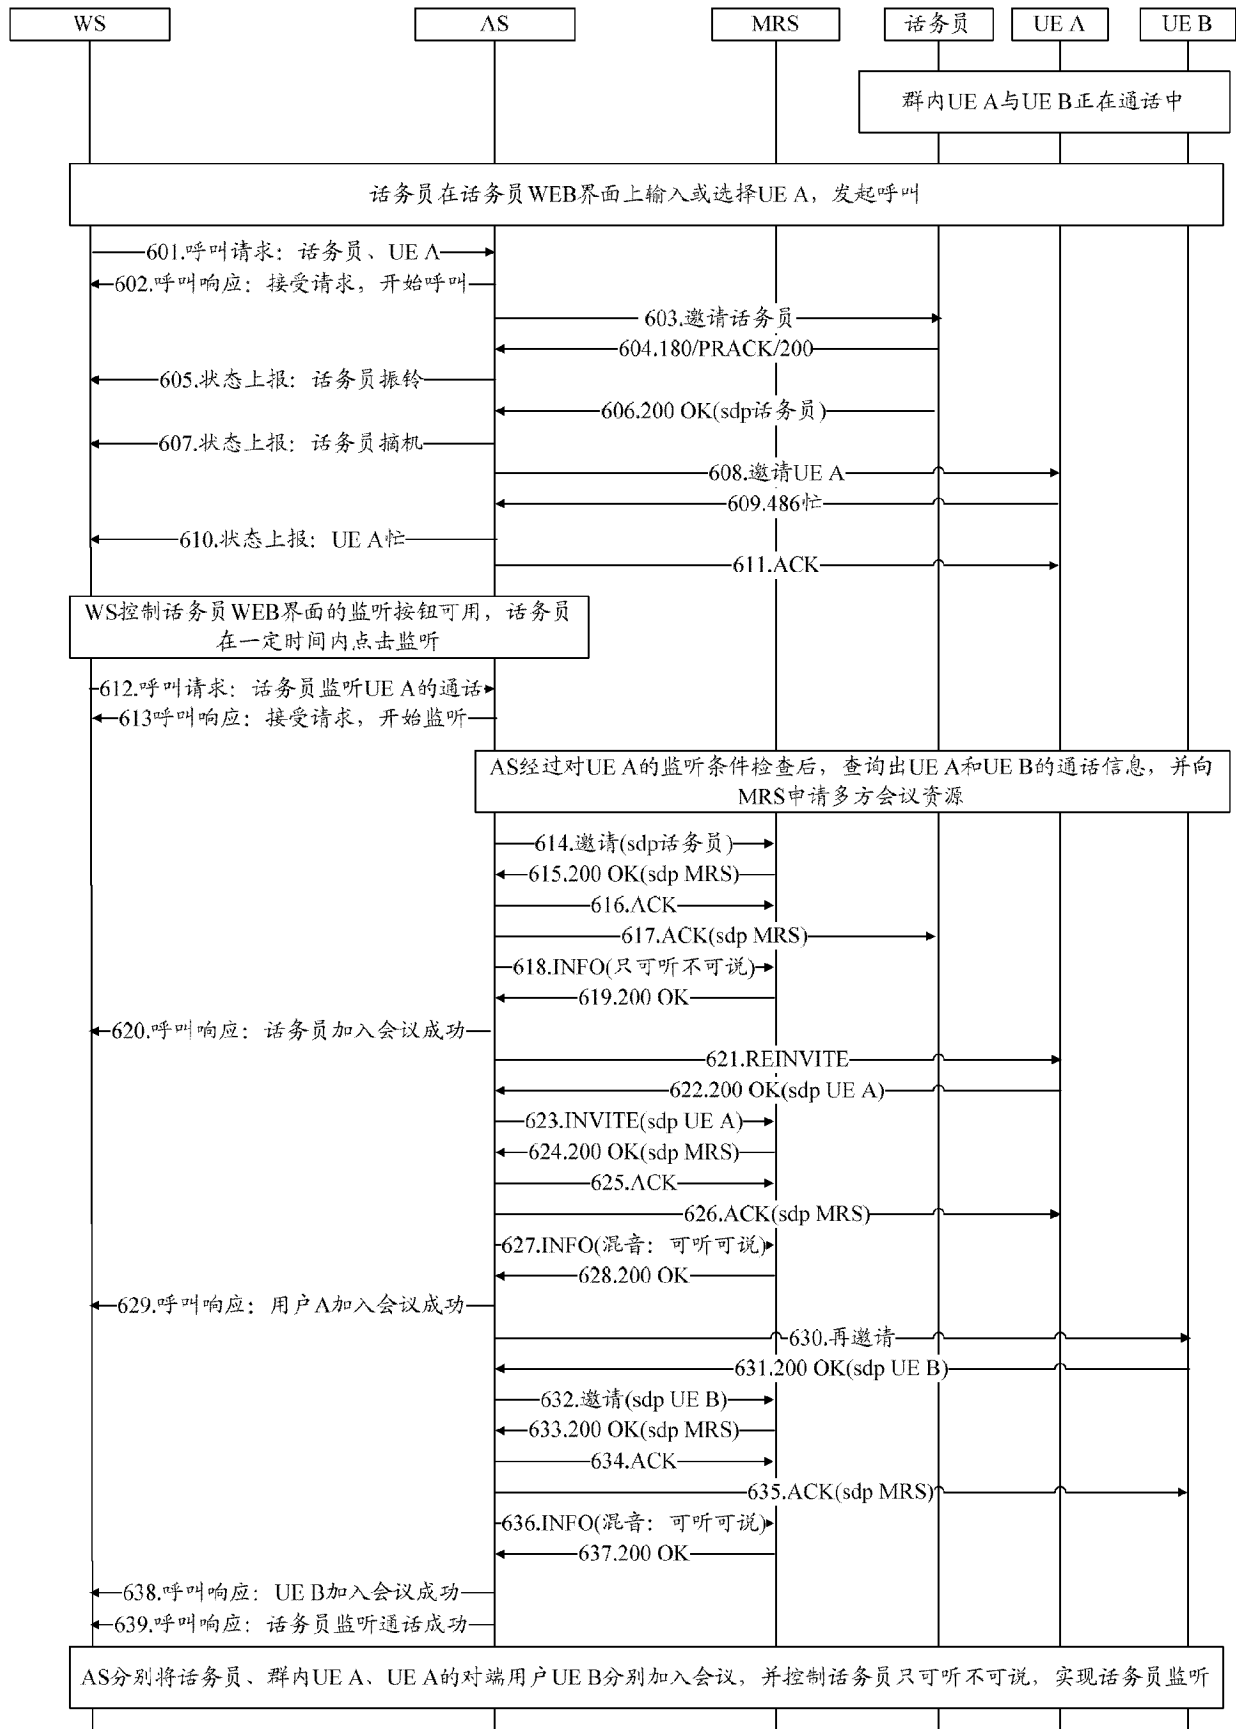 WS
AS
MRS
话务员
UE A
UE B
群内UE A与UE B正在通话中
话务员在话务员WEB界面上输入或选择UE A，发起呼叫
601.呼叫请求：话务员、UE A
602.呼叫响应：接受请求，开始呼叫
603.邀请话务员
604.180/PRACK/200
605.状态上报：话务员振铃
606.200 OK(sdp话务员)
607.状态上报：话务员摘机
608.邀请UE A
609.486忙
610.状态上报：UE A忙
611.ACK
WS控制话务员WEB界面的监听按钮可用，话务员
在一定时间内点击监听
612.呼叫请求：话务员监听UE A的通话
613呼叫响应：接受请求，开始监听
AS经过对UE A的监听条件检查后，查询出UE A和UE B的通话信息，并向
MRS申请多方会议资源
614.邀请(sdp话务员)
615.200 OK(sdp MRS)
616.ACK
617.ACK(sdp MRS)
618.INFO(只可听不可说)
619.200 OK
620.呼叫响应：话务员加入会议成功
621.REINVITE
622.200 OK(sdp UE A)
623.INVITE(sdp UE A)
624.200 OK(sdp MRS)
625.ACK
626.ACK(sdp MRS)
627.INFO(混音：可听可说)
628.200 OK
629.呼叫响应：用户A加入会议成功
630.再邀请
631.200 OK(sdp UE B)
632.邀请(sdp UE B)
633.200 OK(sdp MRS)
634.ACK
635.ACK(sdp MRS)
636.INFO(混音：可听可说)
637.200 OK
638.呼叫响应：UE B加入会议成功
639.呼叫响应：话务员监听通话成功
AS分别将话务员、群内UE A、UE A的对端用户UE B分别加入会议，并控制话务员只可听不可说，实现话务员监听